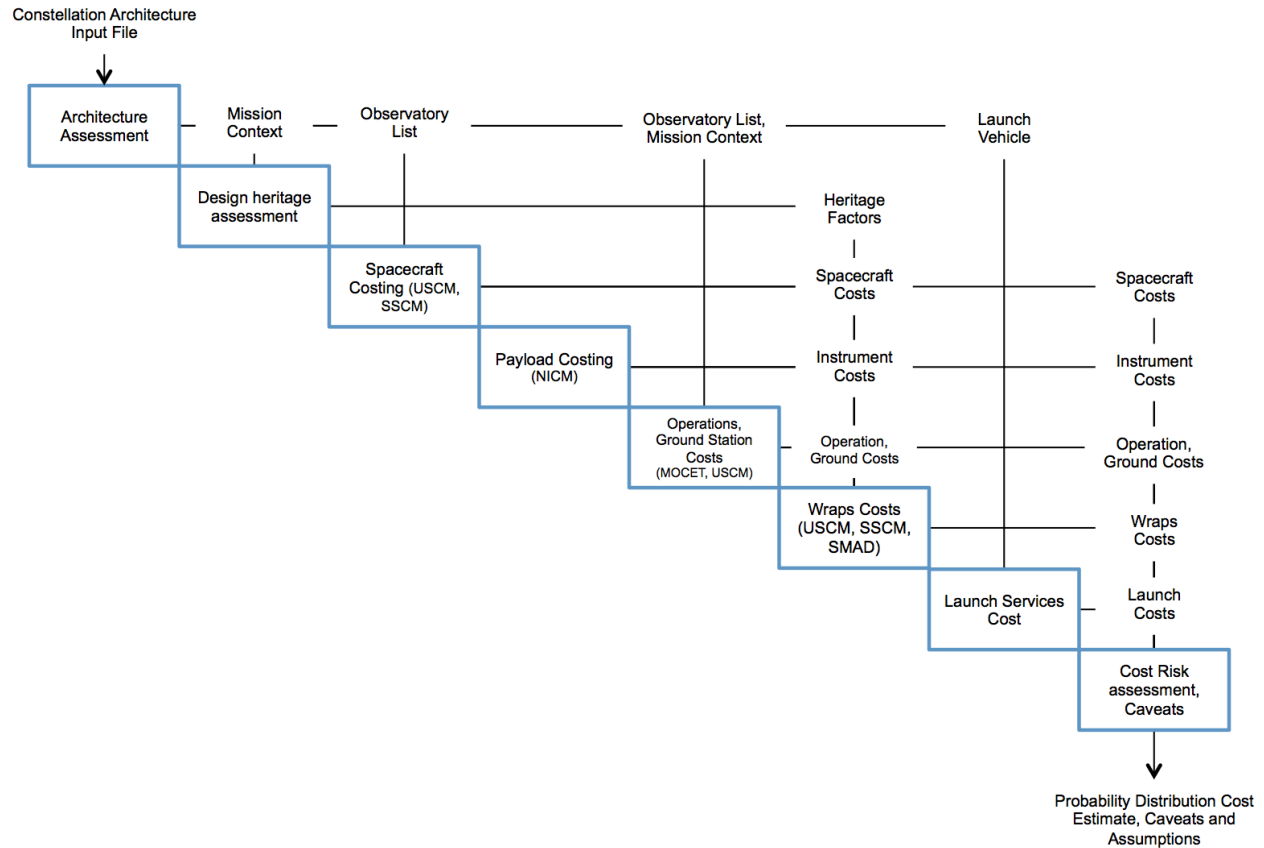 Constellation Architecture
Input File
Architecture
Assessment
Mission
Context
Observatory
List
Observatory List,
Mission Context
Launch
Vehicle
Design heritage
assessment
Heritage
Factors
Spacecraft
Costing (USCM,
SSCM)
Spacecraft
Costs
Spacecraft
Costs
Payload Costing
(NICM)
Instrument
Costs
Instrument
Costs
Operations,
Ground Station
Costs
(MOCET, USCM)
Operation,
Ground Costs
Operation,
Ground Costs
Wraps Costs
(USCM, SSCM,
SMAD)
Wraps
Costs
Launch Services
Cost
Launch
Costs
Cost Risk
assessment,
Caveats
Probability Distribution Cost
Estimate, Caveats and
Assumptions